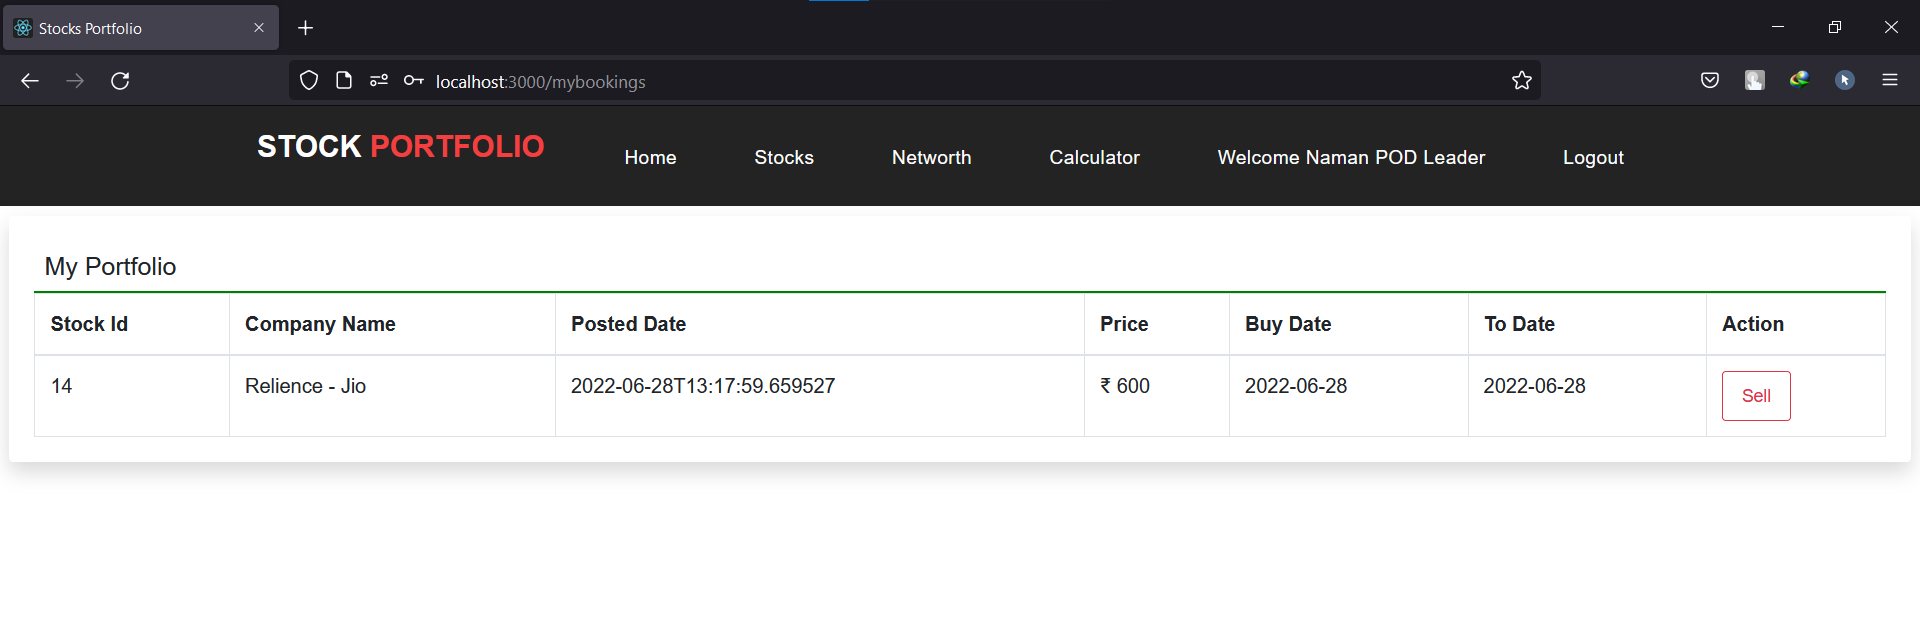 Stocks Portfolio
localhost:3000/mybookings
STOCK PORTFOLIO Home Stocks Networth Calculator Welcome Naman POD Leader Logout
My Portfolio
Stock Id Company Name Posted Date Price Buy Date To Date Action
14 Relience - Jio 2022-06-28T13:17:59.659527 ₹ 600 2022-06-28 2022-06-28 Sell